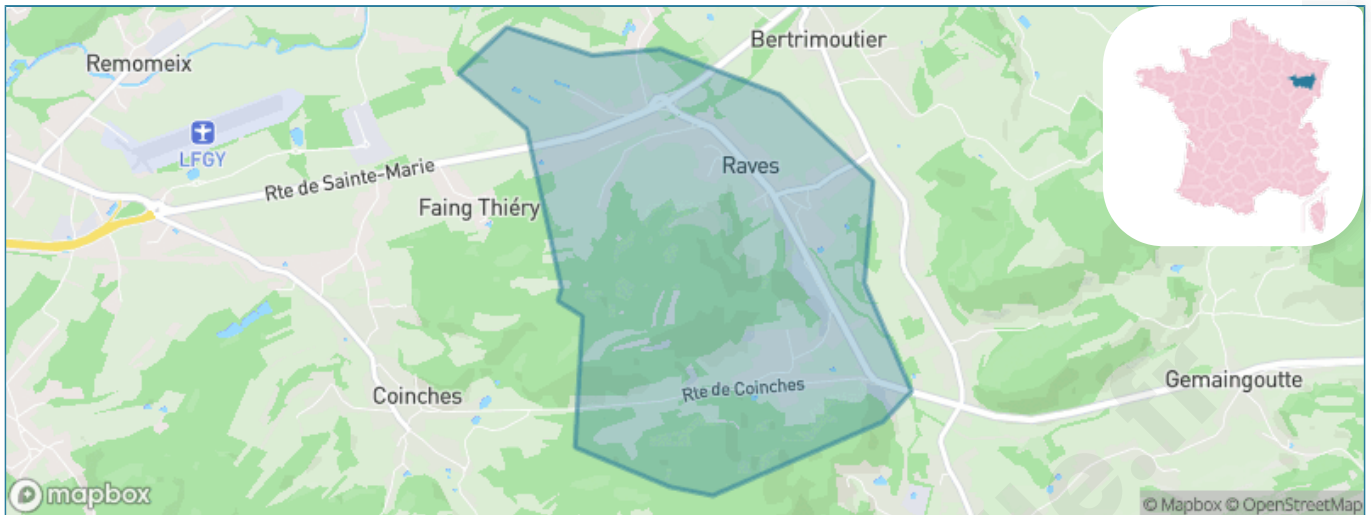 Bertrimoutier
Remomeix
LFGY
Raves
Rte de Sainte-Marie
Faing Thiéry
Gemaingoutte
Rte de Coinches
Coinches
mapbox
© Mapbox © OpenStreetMap